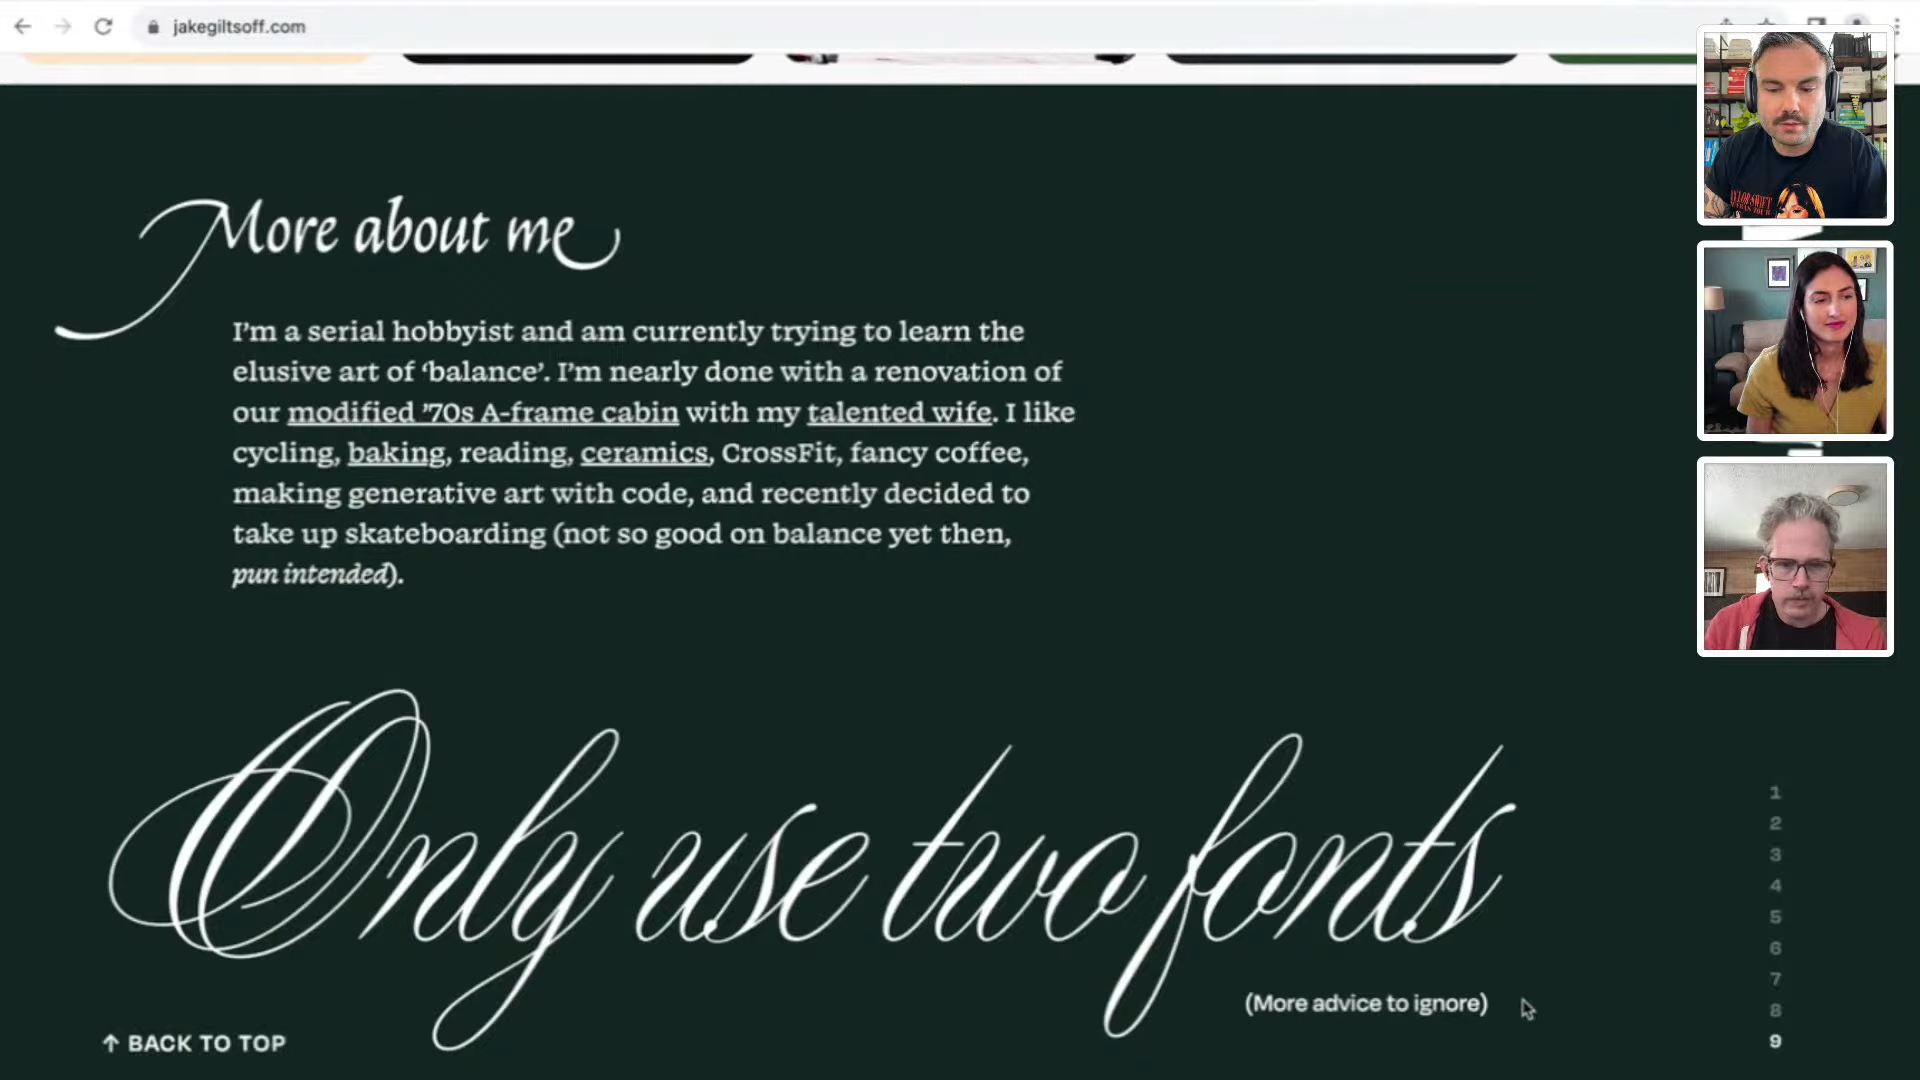 jakegiltsoff.com
More about me
I'm a serial hobbyist and am currently trying to learn the
elusive art of ‘balance’. I'm nearly done with a renovation of
our modified ’70s A-frame cabin with my talented wife. I like
cycling, baking, reading, ceramics, CrossFit, fancy coffee,
making generative art with code, and recently decided to
take up skateboarding (not so good on balance yet then,
pun intended).
Only use two fonts
(More advice to ignore)
↑ BACK TO TOP
1
2
3
4
5
6
7
8
9